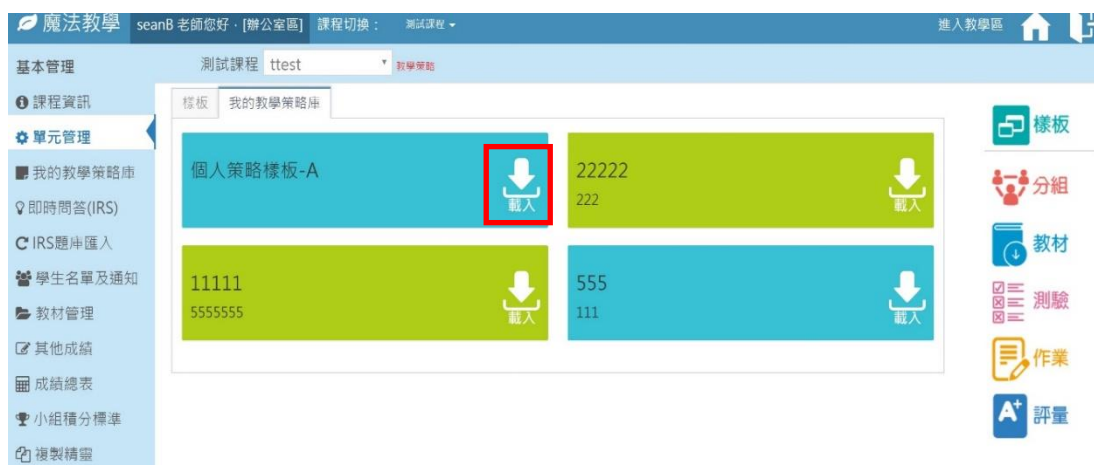 魔法教學 seanB 老師您好 · [辦公室區] 課程切換： 測試課程 進入教學區
基本管理
課程資訊
單元管理
我的教學策略庫
即時問答(IRS)
IRS題庫匯入
學生名單及通知
教材管理
其他成績
成績總表
小組積分標準
複製精靈
測試課程 ttest 教學策略
樣板 我的教學策略庫
個人策略樣板-A
載入
22222
222
載入
11111
5555555
載入
555
111
載入
樣板
分組
教材
測驗
作業
A+ 評量